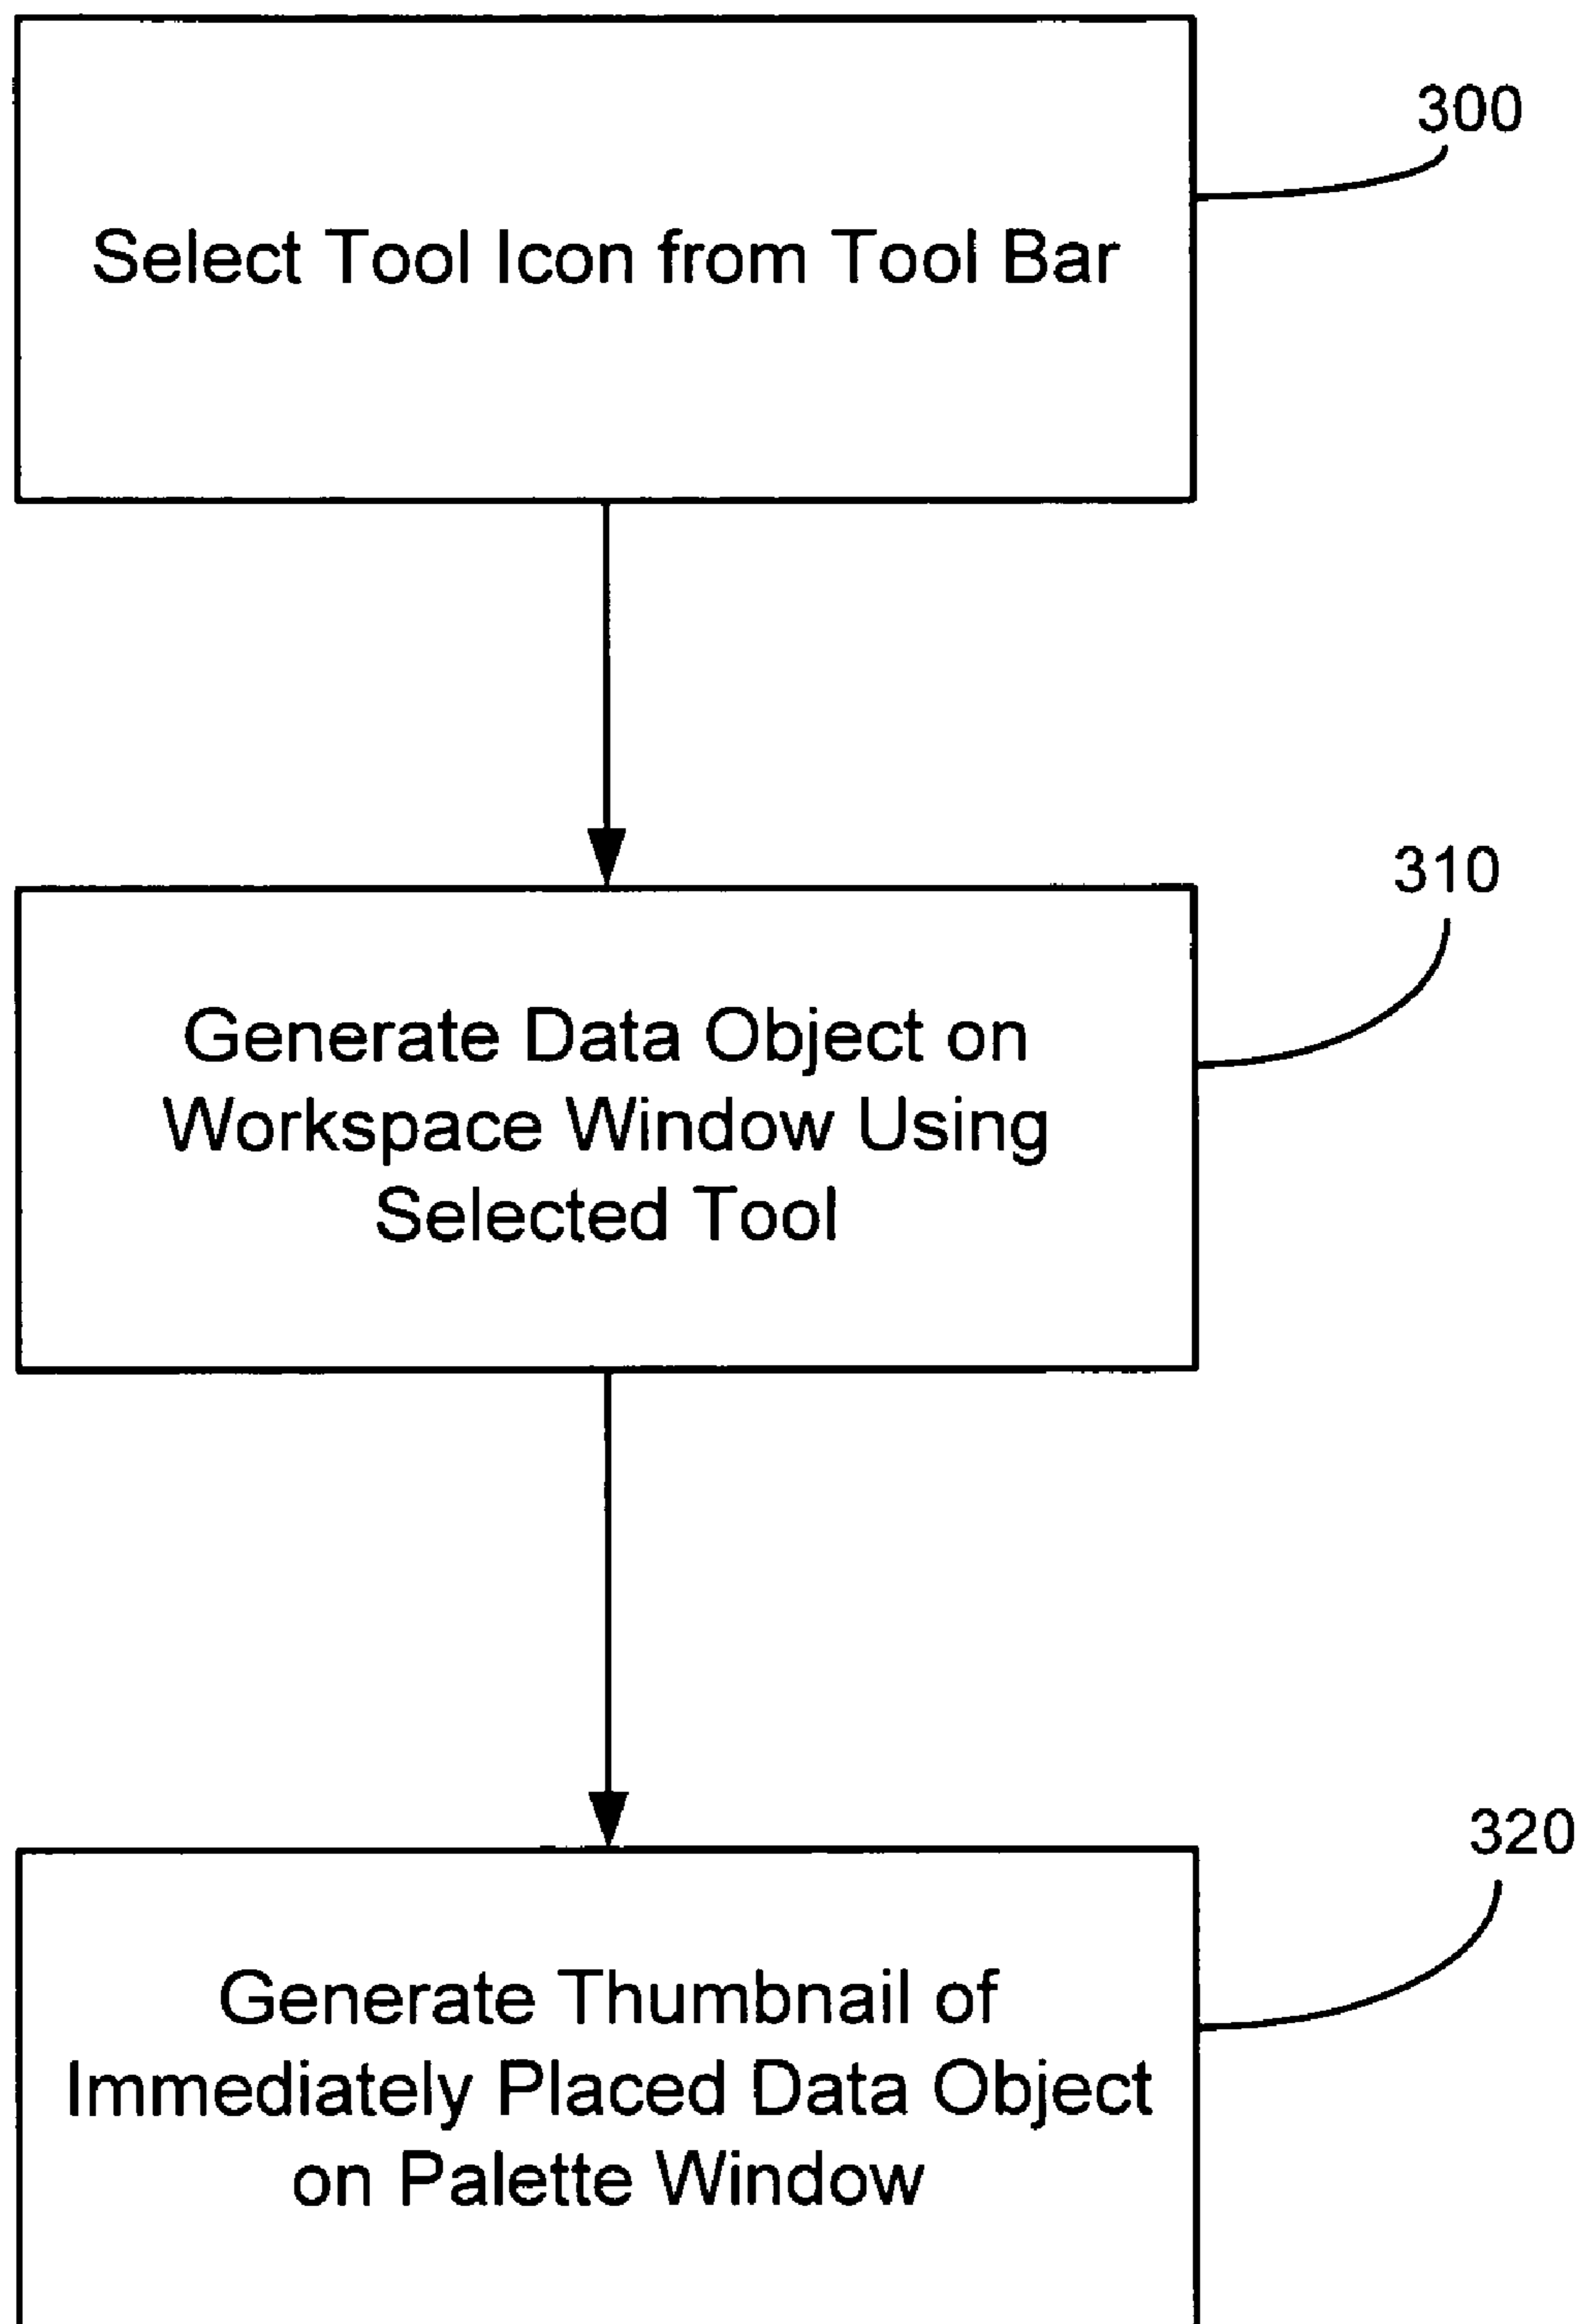 300
Select Tool Icon from Tool Bar
310
Generate Data Object on
Workspace Window Using
Selected Tool
320
Generate Thumbnail of
Immediately Placed Data Object
on Palette Window